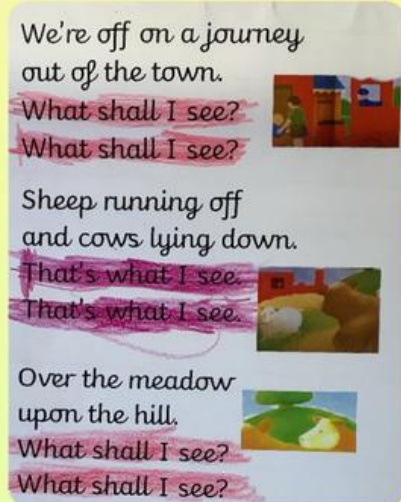 We're off on a journey
out of the town.
What shall I see?
What shall I see?
Sheep running off
and cows lying down.
That's what I see.
That's what I see.
Over the meadow
upon the hill,
What shall I see?
What shall I see?